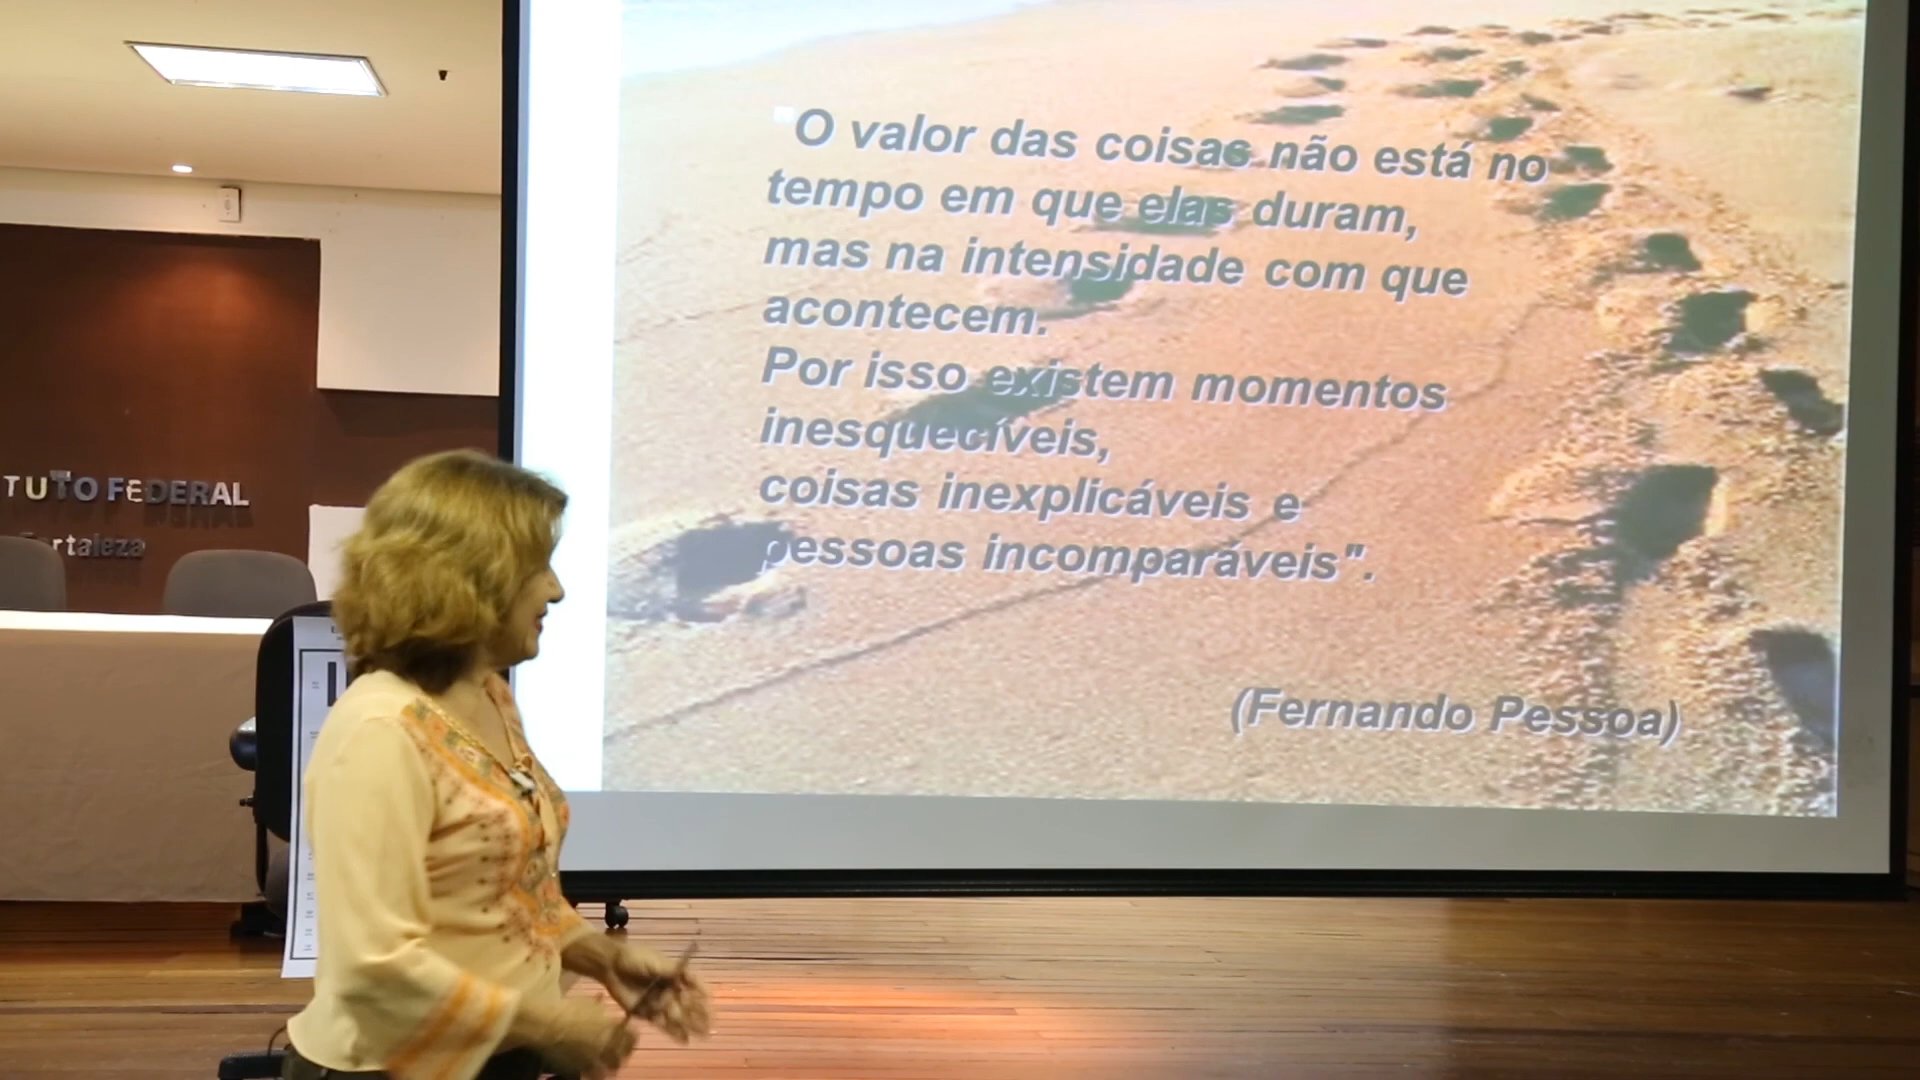 "O valor das coisas não está no
tempo em que elas duram,
mas na intensidade com que
acontecem.
Por isso existem momentos
inesquecíveis,
coisas inexplicáveis e
pessoas incomparáveis".
(Fernando Pessoa)
TUTO FEDERAL
Fortaleza